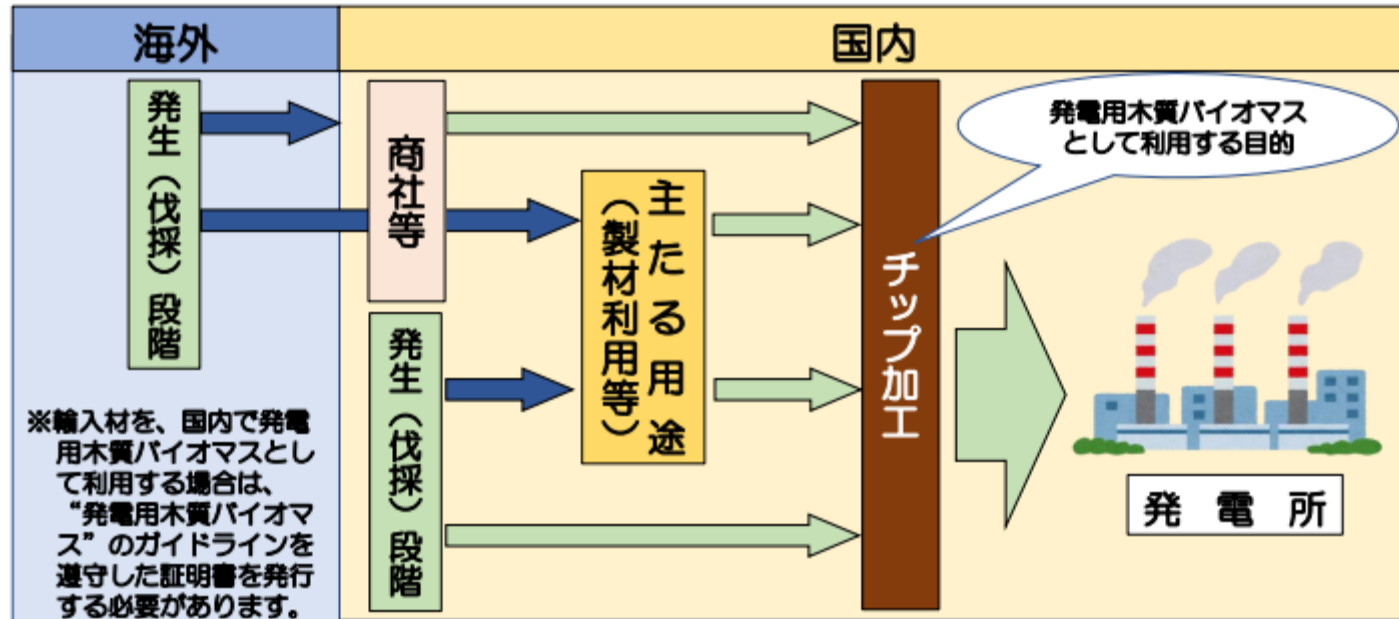 海外
国内
発生（伐採）段階
商社等
発生（伐採）段階
主たる用途
（製材利用等）
チップ加工
発電用木質バイオマス
として利用する目的
発電所
※輸入材を、国内で発電
用木質バイオマスとし
て利用する場合は、
“発電用木質バイオマ
ス”のガイドラインを
遵守した証明書を発行
する必要があります。